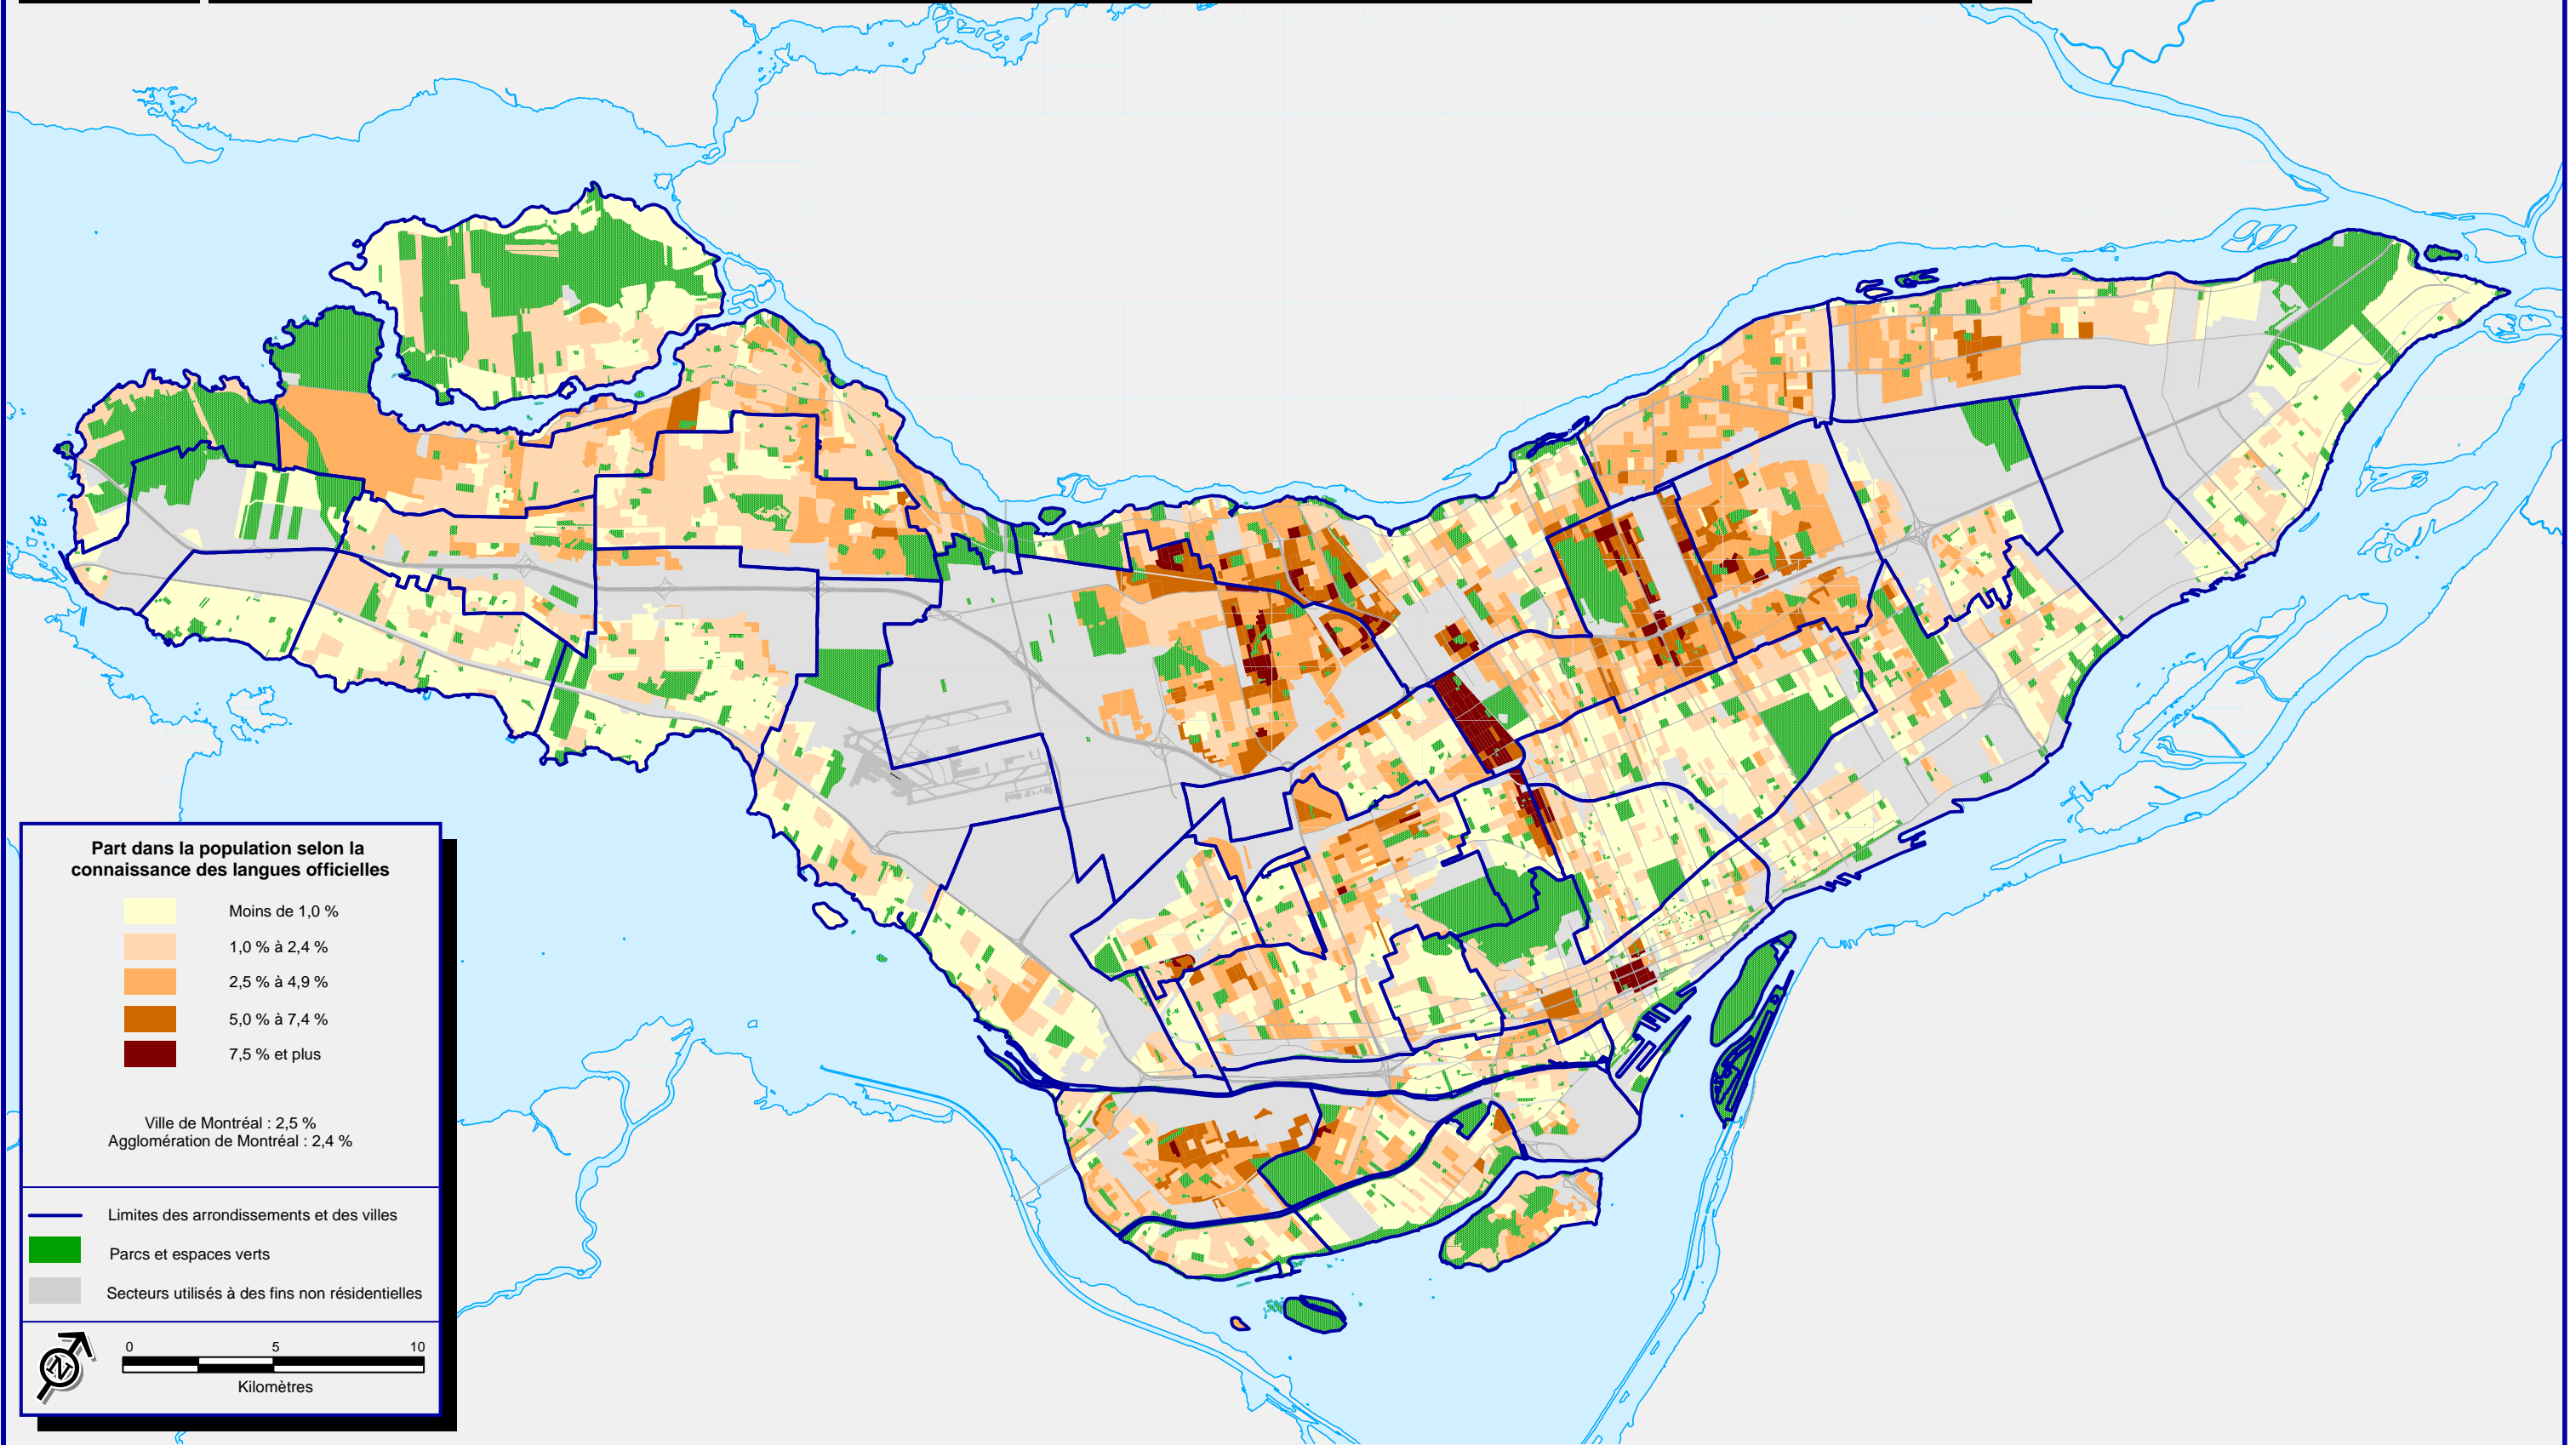 Part dans la population selon la
connaissance des langues officielles
Moins de 1,0 %
1,0 % à 2,4 %
2,5 % à 4,9 %
5,0 % à 7,4 %
7,5 % et plus
Ville de Montréal : 2,5 %
Agglomération de Montréal : 2,4 %
Limites des arrondissements et des villes
Parcs et espaces verts
Secteurs utilisés à des fins non résidentielles
N
0 5 10
Kilomètres